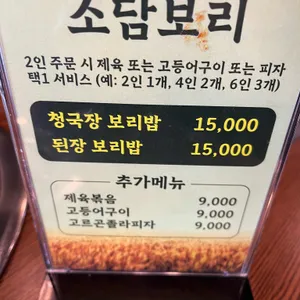 소담보리
2인 주문 시 제육 또는 고등어구이 또는 피자
택1 서비스 (예: 2인 1개, 4인 2개, 6인 3개)
청국장 보리밥 15,000
된장 보리밥 15,000
추가메뉴
제육볶음 9,000
고등어구이 9,000
고르곤졸라피자 9,000